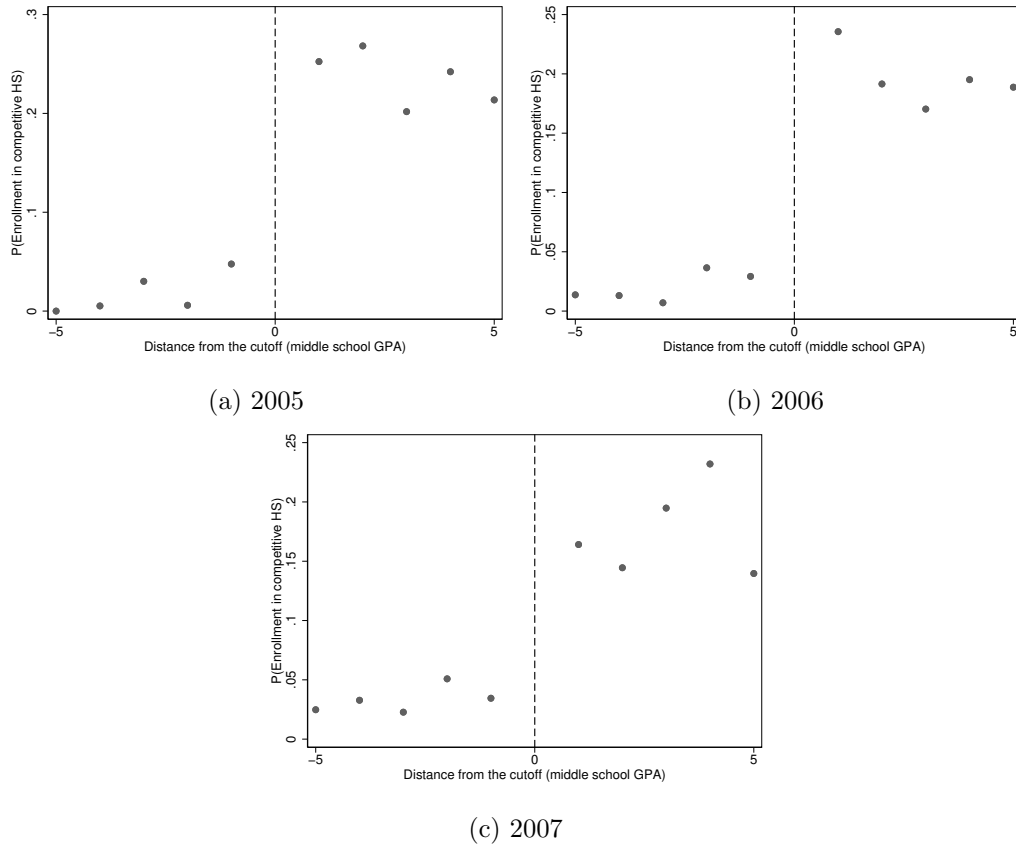 P(Enrollment in competitive HS)
.3
.2
.1
0
−5
0
5
Distance from the cutoff (middle school GPA)
(a) 2005
P(Enrollment in competitive HS)
.25
.2
.15
.1
.05
0
−5
0
5
Distance from the cutoff (middle school GPA)
(b) 2006
P(Enrollment in competitive HS)
.25
.2
.15
.1
.05
0
−5
0
5
Distance from the cutoff (middle school GPA)
(c) 2007